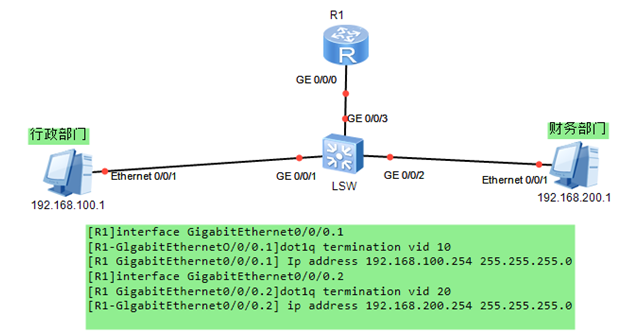 R1
R
GE 0/0/0
GE 0/0/3
行政部门
财务部门
Ethernet 0/0/1
GE 0/0/1
GE 0/0/2
Ethernet 0/0/1
LSW
192.168.100.1
192.168.200.1
[R1]interface GigabitEthernet0/0/0.1
[R1-GlgabitEthernetO/0/0.1]dot1q termination vid 10
[R1 GigabitEthernet0/0/0.1] Ip address 192.168.100.254 255.255.255.0
[R1]interface GigabitEthernet0/0/0.2
[R1 GigabitEthernet0/0/0.2]dot1q termination vid 20
[R1-GlgabitEthernet0/0/0.2] ip address 192.168.200.254 255.255.255.0